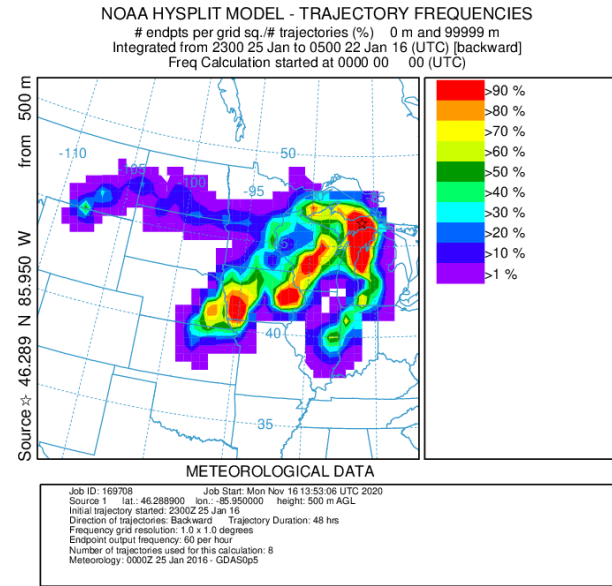 NOAA HYSPLIT MODEL - TRAJECTORY FREQUENCIES
# endpts per grid sq./# trajectories (%) 0 m and 99999 m
Integrated from 2300 25 Jan to 0500 22 Jan 16 (UTC) [backward]
Freq Calculation started at 0000 00 00 (UTC)
Source ☆ 46.289 N 85.950 W from 500 m
-110
-105
-100
-95
50
85
45
40
35
>90 %
>80 %
>70 %
>60 %
>50 %
>40 %
>30 %
>20 %
>10 %
>1 %
METEOROLOGICAL DATA
Job ID: 169708 Job Start: Mon Nov 16 13:53:06 UTC 2020
Source 1 lat.: 46.288900 lon.: -85.950000 height: 500 m AGL
Initial trajectory started: 2300Z 25 Jan 16
Direction of trajectories: Backward Trajectory Duration: 48 hrs
Frequency grid resolution: 1.0 x 1.0 degrees
Endpoint output frequency: 60 per hour
Number of trajectories used for this calculation: 8
Meteorology: 0000Z 25 Jan 2016 - GDAS0p5